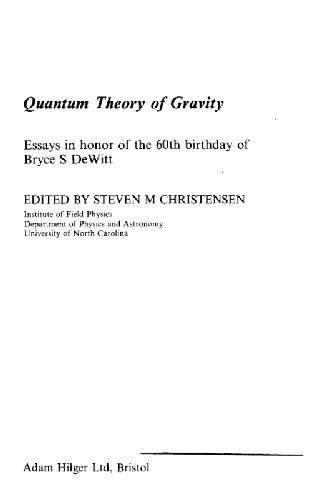 Quantum Theory of Gravity
Essays in honor of the 60th birthday of
Bryce S DeWitt
EDITED BY STEVEN M CHRISTENSEN
Institute of Field Physics
Department of Physics and Astronomy
University of North Carolina
Adam Hilger Ltd, Bristol